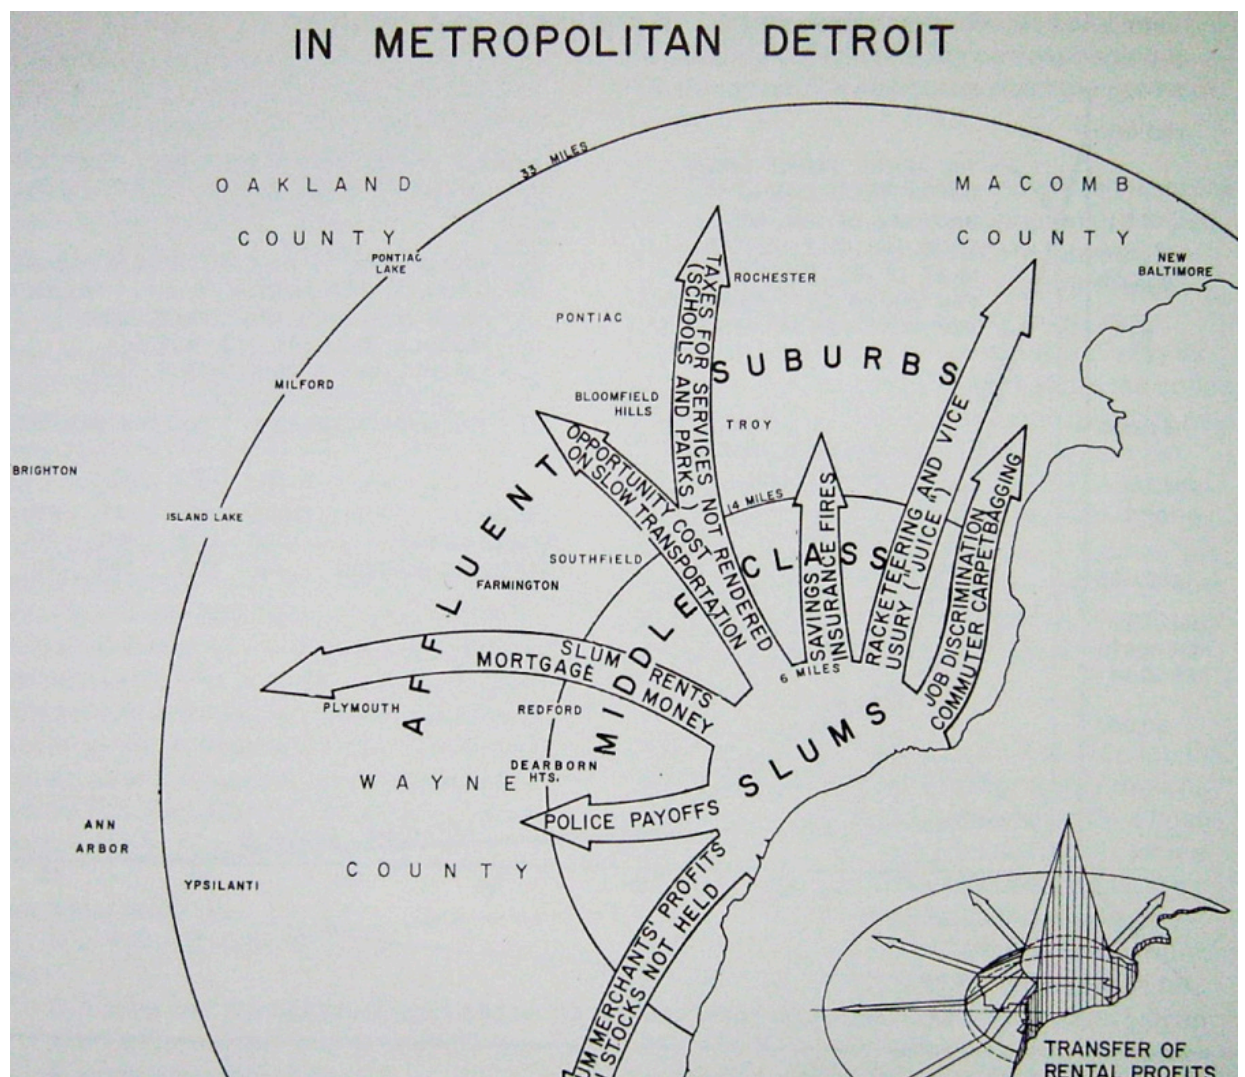 IN METROPOLITAN DETROIT
33 MILES
OAKLAND
COUNTY
MACOMB
COUNTY
PONTIAC
LAKE
NEW
BALTIMORE
ROCHESTER
PONTIAC
TAXES FOR SERVICES NOT RENDERED
(SCHOOLS AND PARKS)
SUBURBS
MILFORD
BLOOMFIELD
HILLS
TROY
OPPORTUNITY COST
ON SLOW TRANSPORTATION
BRIGHTON
ISLAND LAKE
AFFLUENT
14 MILES
SOUTHFIELD
FARMINGTON
MIDDLE
CLASS
SAVINGS
INSURANCE FIRES
RACKETEERING AND VICE
USURY ("JUICE")
JOB DISCRIMINATION
COMMUTER CARPETBAGGING
SLUM RENTS
MORTGAGE MONEY
6 MILES
PLYMOUTH
REDFORD
SLUMS
DEARBORN
HTS.
WAYNE
COUNTY
POLICE PAYOFFS
ANN
ARBOR
YPSILANTI
MERCHANTS' PROFITS
STOCKS NOT HELD
TRANSFER OF
RENTAL PROFITS